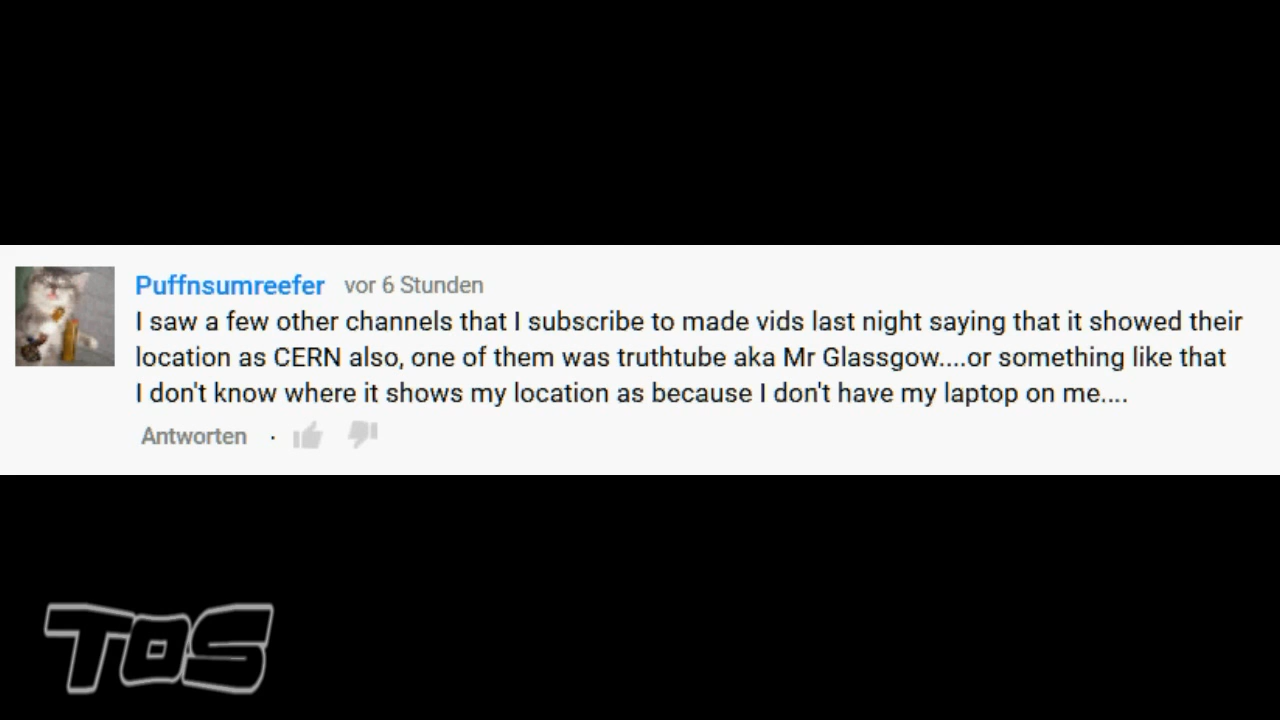 Puffnsumreefer vor 6 Stunden
I saw a few other channels that I subscribe to made vids last night saying that it showed their
location as CERN also, one of them was truthtube aka Mr Glassgow....or something like that
I don't know where it shows my location as because I don't have my laptop on me....
Antworten ·
TOS